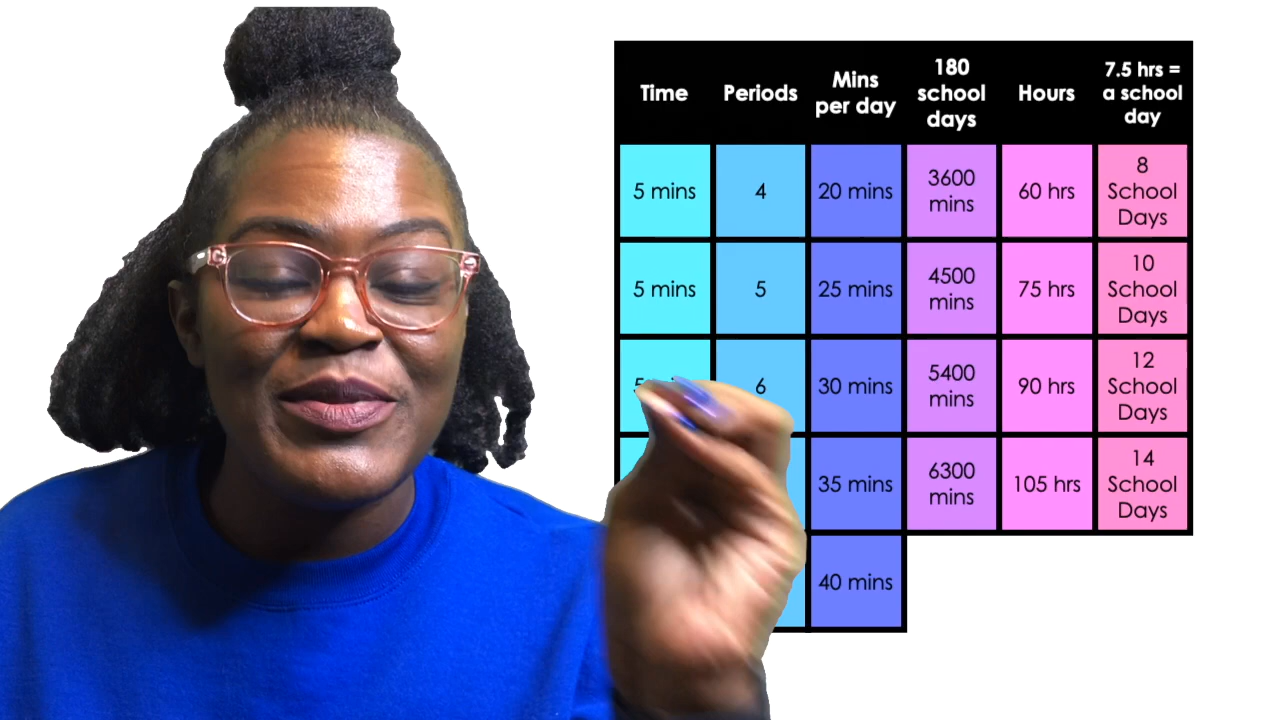 Time
Periods
Mins
per day
180
school
days
Hours
7.5 hrs =
a school
day
5 mins
4
20 mins
3600
mins
60 hrs
8
School
Days
5 mins
5
25 mins
4500
mins
75 hrs
10
School
Days
5
6
30 mins
5400
mins
90 hrs
12
School
Days
35 mins
6300
mins
105 hrs
14
School
Days
40 mins